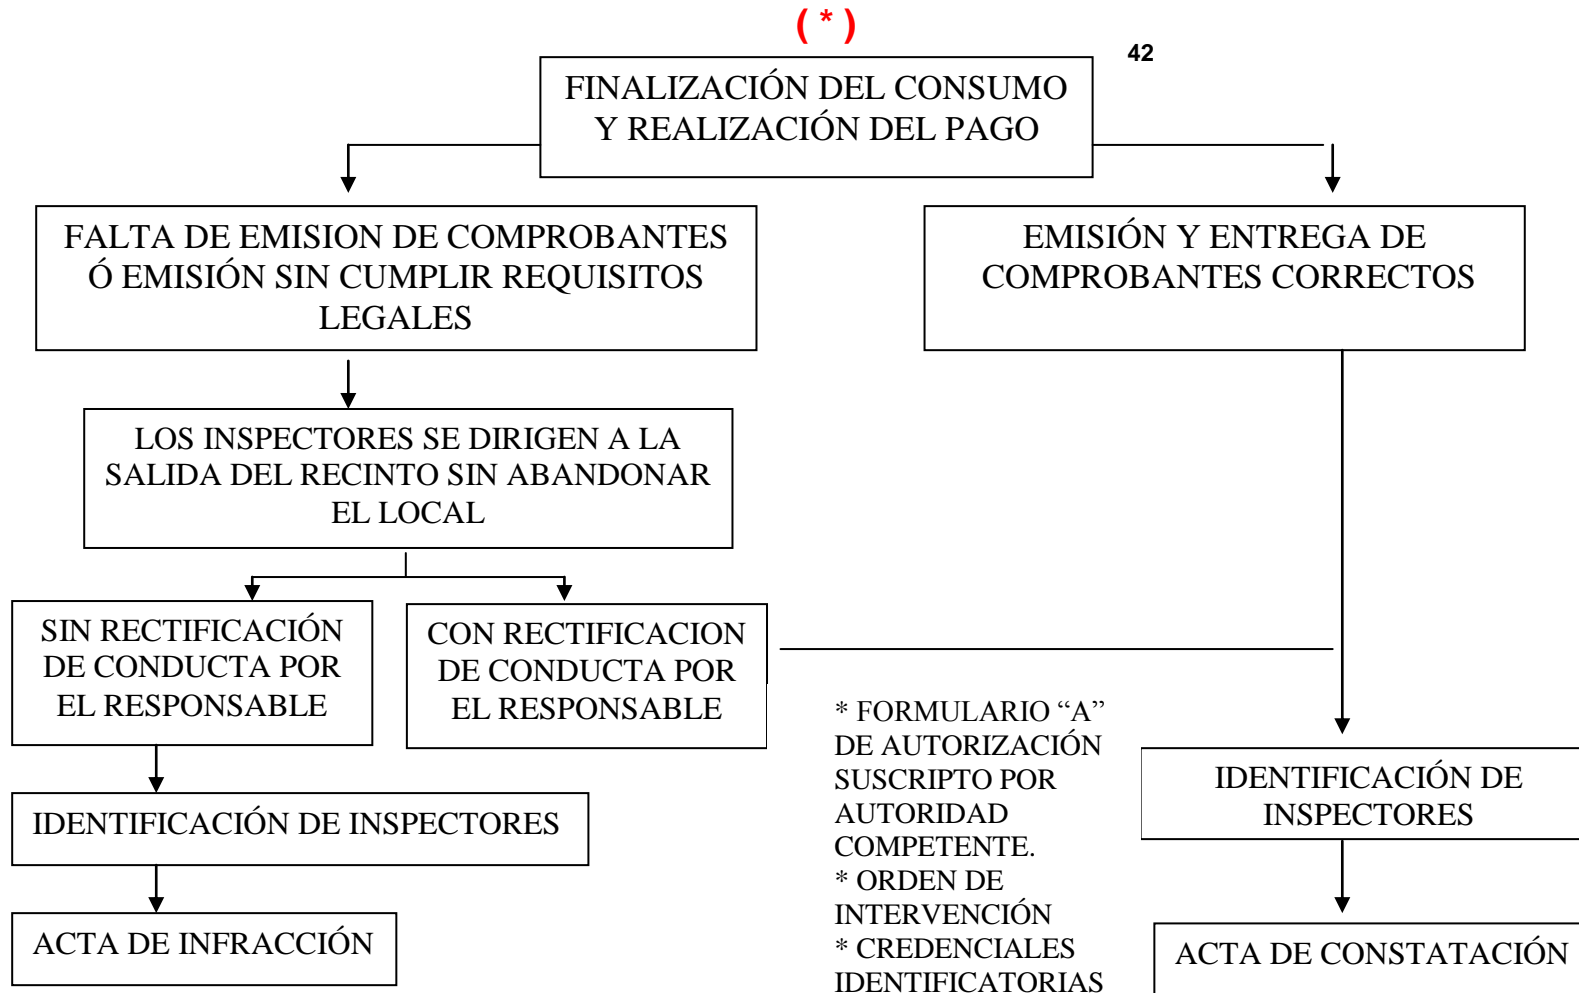 ( * )
42
FINALIZACIÓN DEL CONSUMO
Y REALIZACIÓN DEL PAGO
FALTA DE EMISION DE COMPROBANTES
Ó EMISIÓN SIN CUMPLIR REQUISITOS
LEGALES
EMISIÓN Y ENTREGA DE
COMPROBANTES CORRECTOS
LOS INSPECTORES SE DIRIGEN A LA
SALIDA DEL RECINTO SIN ABANDONAR
EL LOCAL
SIN RECTIFICACIÓN
DE CONDUCTA POR
EL RESPONSABLE
CON RECTIFICACION
DE CONDUCTA POR
EL RESPONSABLE
IDENTIFICACIÓN DE INSPECTORES
ACTA DE INFRACCIÓN
* FORMULARIO “A”
DE AUTORIZACIÓN
SUSCRIPTO POR
AUTORIDAD
COMPETENTE.
* ORDEN DE
INTERVENCIÓN
* CREDENCIALES
IDENTIFICATORIAS
IDENTIFICACIÓN DE
INSPECTORES
ACTA DE CONSTATACIÓN